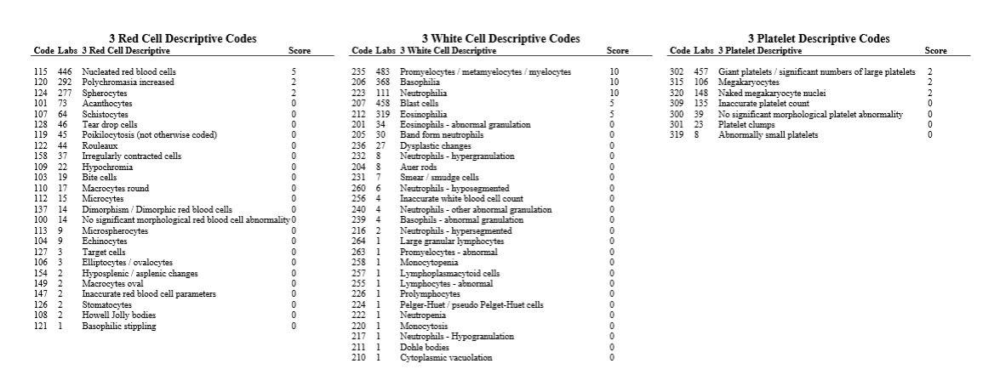 3 Red Cell Descriptive Codes
Code Labs 3 Red Cell Descriptive Score
115 446 Nucleated red blood cells 5
120 292 Polychromasia increased 2
124 277 Spherocytes 2
101 73 Acanthocytes 0
107 64 Schistocytes 0
128 46 Tear drop cells 0
119 45 Poikilocytosis (not otherwise coded) 0
122 44 Rouleaux 0
158 37 Irregularly contracted cells 0
109 22 Hypochromia 0
103 19 Bite cells 0
110 17 Macrocytes round 0
112 15 Microcytes 0
137 14 Dimorphism / Dimorphic red blood cells 0
100 14 No significant morphological red blood cell abnormality 0
113 9 Microspherocytes 0
104 9 Echinocytes 0
127 3 Target cells 0
106 3 Elliptocytes / ovalocytes 0
154 2 Hyposplenic / asplenic changes 0
149 2 Macrocytes oval 0
147 2 Inaccurate red blood cell parameters 0
126 2 Stomatocytes 0
108 2 Howell Jolly bodies 0
121 1 Basophilic stippling 0
3 White Cell Descriptive Codes
Code Labs 3 White Cell Descriptive Score
235 483 Promyelocytes / metamyelocytes / myelocytes 10
206 368 Basophilia 10
223 111 Neutrophilia 10
207 458 Blast cells 5
212 319 Eosinophilia 5
201 34 Eosinophils - abnormal granulation 0
205 30 Band form neutrophils 0
236 27 Dysplastic changes 0
232 8 Neutrophils - hypergranulation 0
204 8 Auer rods 0
231 7 Smear / smudge cells 0
260 6 Neutrophils - hyposegmented 0
256 4 Inaccurate white blood cell count 0
240 4 Neutrophils - other abnormal granulation 0
239 4 Basophils - abnormal granulation 0
216 2 Neutrophils - hypersegmented 0
264 1 Large granular lymphocytes 0
263 1 Promyelocytes - abnormal 0
258 1 Monocytopenia 0
257 1 Lymphoplasmacytoid cells 0
255 1 Lymphocytes - abnormal 0
226 1 Prolymphocytes 0
224 1 Pelger-Huet / pseudo Pelget-Huet cells 0
222 1 Neutropenia 0
220 1 Monocytosis 0
217 1 Neutrophils - Hypogranulation 0
211 1 Dohle bodies 0
210 1 Cytoplasmic vacuolation 0
3 Platelet Descriptive Codes
Code Labs 3 Platelet Descriptive Score
302 457 Giant platelets / significant numbers of large platelets 2
315 106 Megakaryocytes 2
320 148 Naked megakaryocyte nuclei 2
309 135 Inaccurate platelet count 0
300 39 No significant morphological platelet abnormality 0
301 23 Platelet clumps 0
319 8 Abnormally small platelets 0